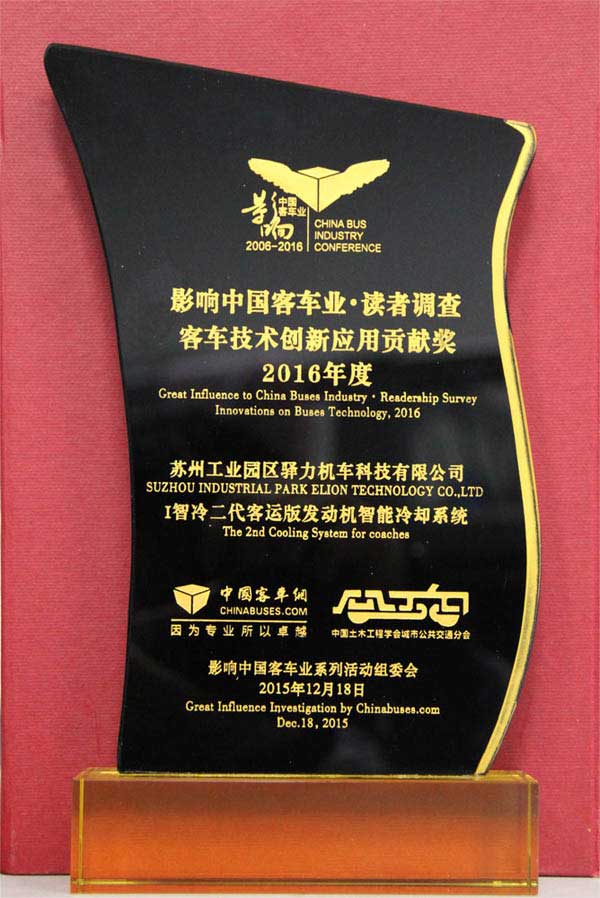 影响
中国
客车业
2006-2016
CHINA BUS
INDUSTRY
CONFERENCE
影响中国客车业·读者调查
客车技术创新应用贡献奖
2016年度
Great Influence to China Buses Industry · Readership Survey
Innovations on Buses Technology, 2016
苏州工业园区驿力机车科技有限公司
SUZHOU INDUSTRIAL PARK ELION TECHNOLOGY CO.,LTD
I智冷二代客运版发动机智能冷却系统
The 2nd Cooling System for coaches
中國客车網
CHINABUSES.COM
因为专业所以卓越
中国土木工程学会城市公共交通分会
影响中国客车业系列活动组委会
2015年12月18日
Great Influence Investigation by Chinabuses.com
Dec.18, 2015